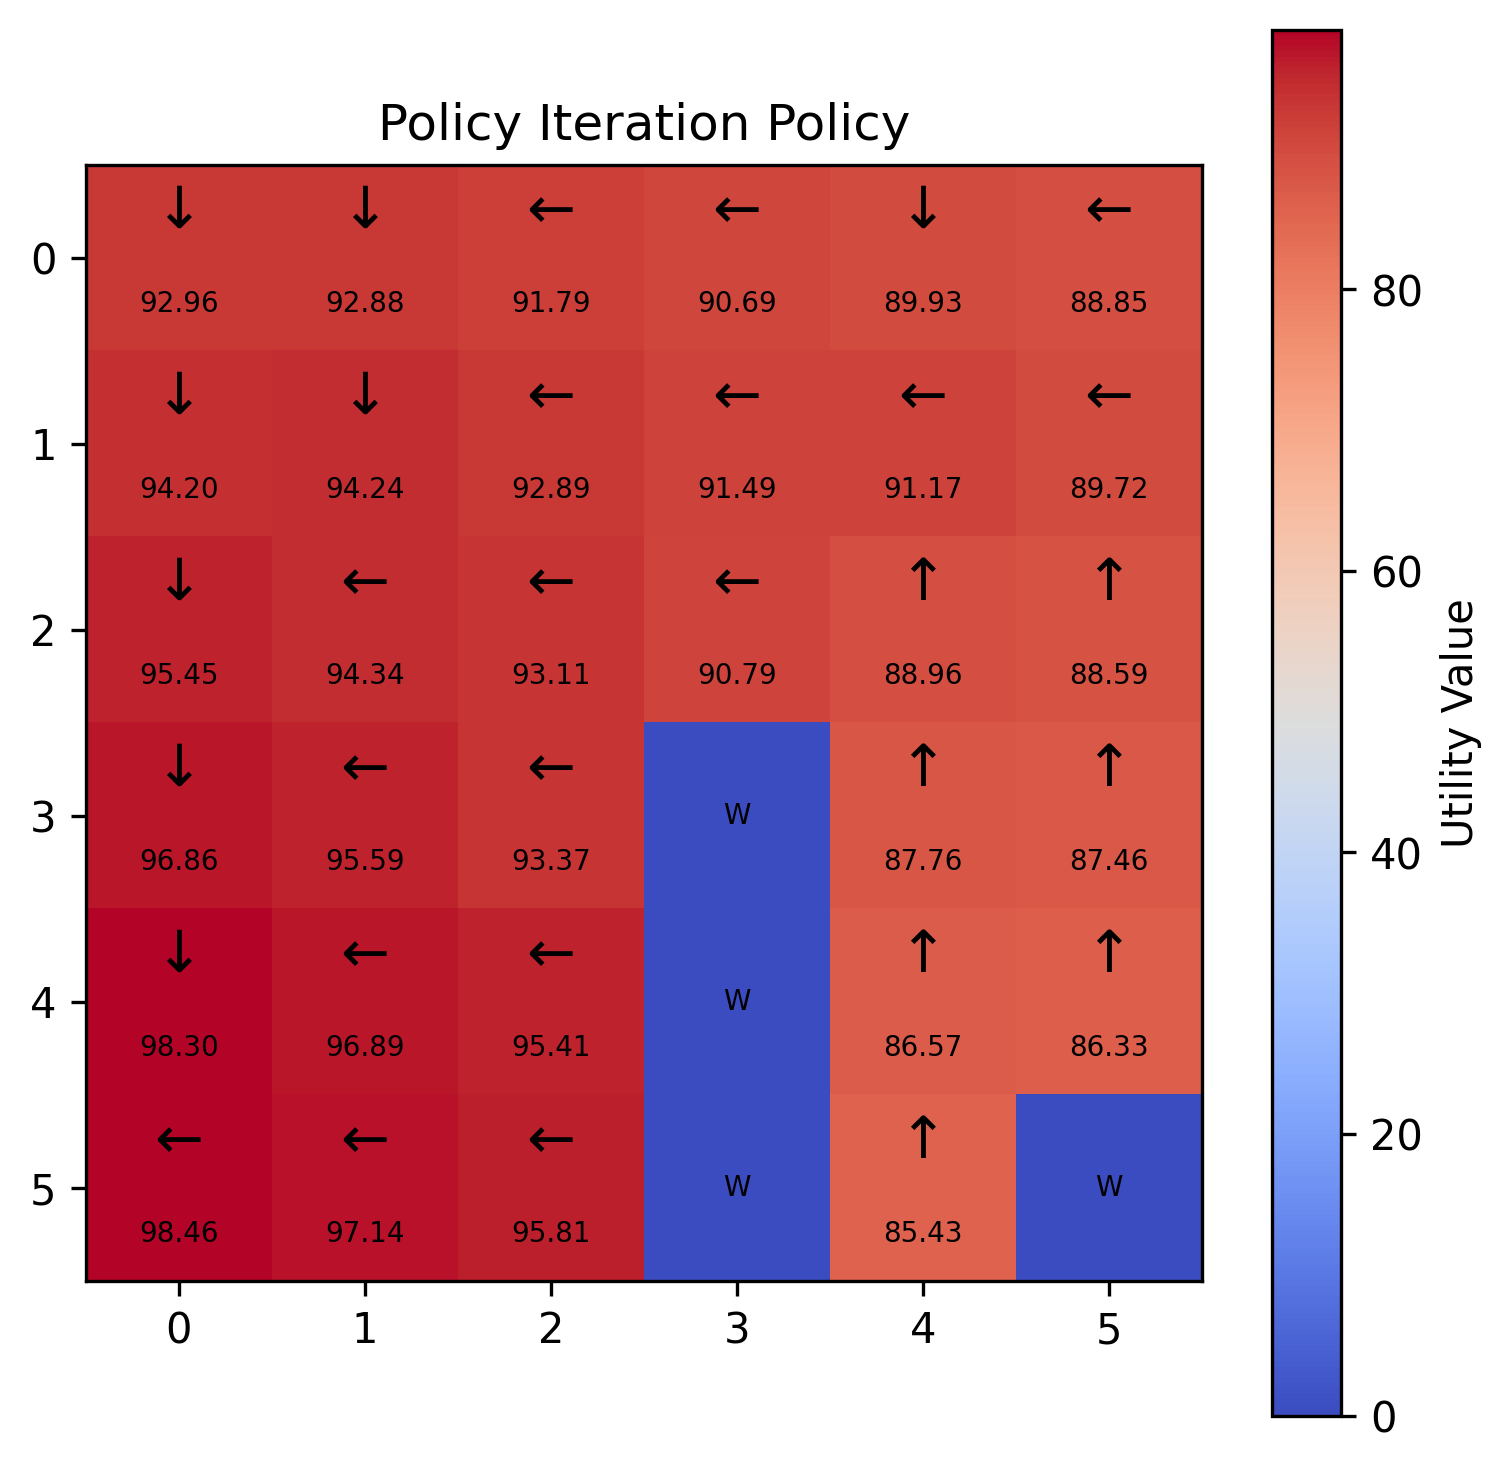 Policy Iteration Policy
↓ ↓ ← ← ↓ ←
0
92.96 92.88 91.79 90.69 89.93 88.85
↓ ↓ ← ← ← ←
1
94.20 94.24 92.89 91.49 91.17 89.72
↓ ← ← ← ↑ ↑
2
95.45 94.34 93.11 90.79 88.96 88.59
↓ ← ← ↑ ↑
3 W
96.86 95.59 93.37 87.76 87.46
↓ ← ← ↑ ↑
4 W
98.30 96.89 95.41 86.57 86.33
← ← ← ↑
5 W W
98.46 97.14 95.81 85.43
0 1 2 3 4 5
80
60
40
20
0
Utility Value